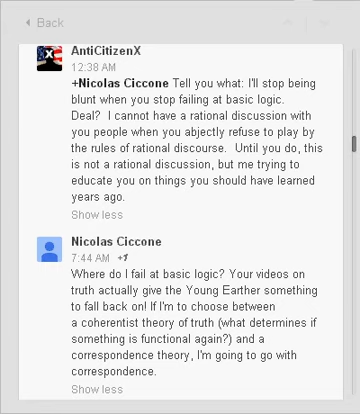 Back
AntiCitizenX
12:38 AM
+Nicolas Ciccone Tell you what: I'll stop being
blunt when you stop failing at basic logic.
Deal?  I cannot have a rational discussion with
you people when you abjectly refuse to play by
the rules of rational discourse.  Until you do, this
is not a rational discussion, but me trying to
educate you on things you should have learned
years ago.
Show less
Nicolas Ciccone
7:44 AM +1
Where do I fail at basic logic? Your videos on
truth actually give the Young Earther something
to fall back on! If I'm to choose between
a coherentist theory of truth (what determines if
something is functional again?) and a
correspondence theory, I'm going to go with
correspondence.
Show less